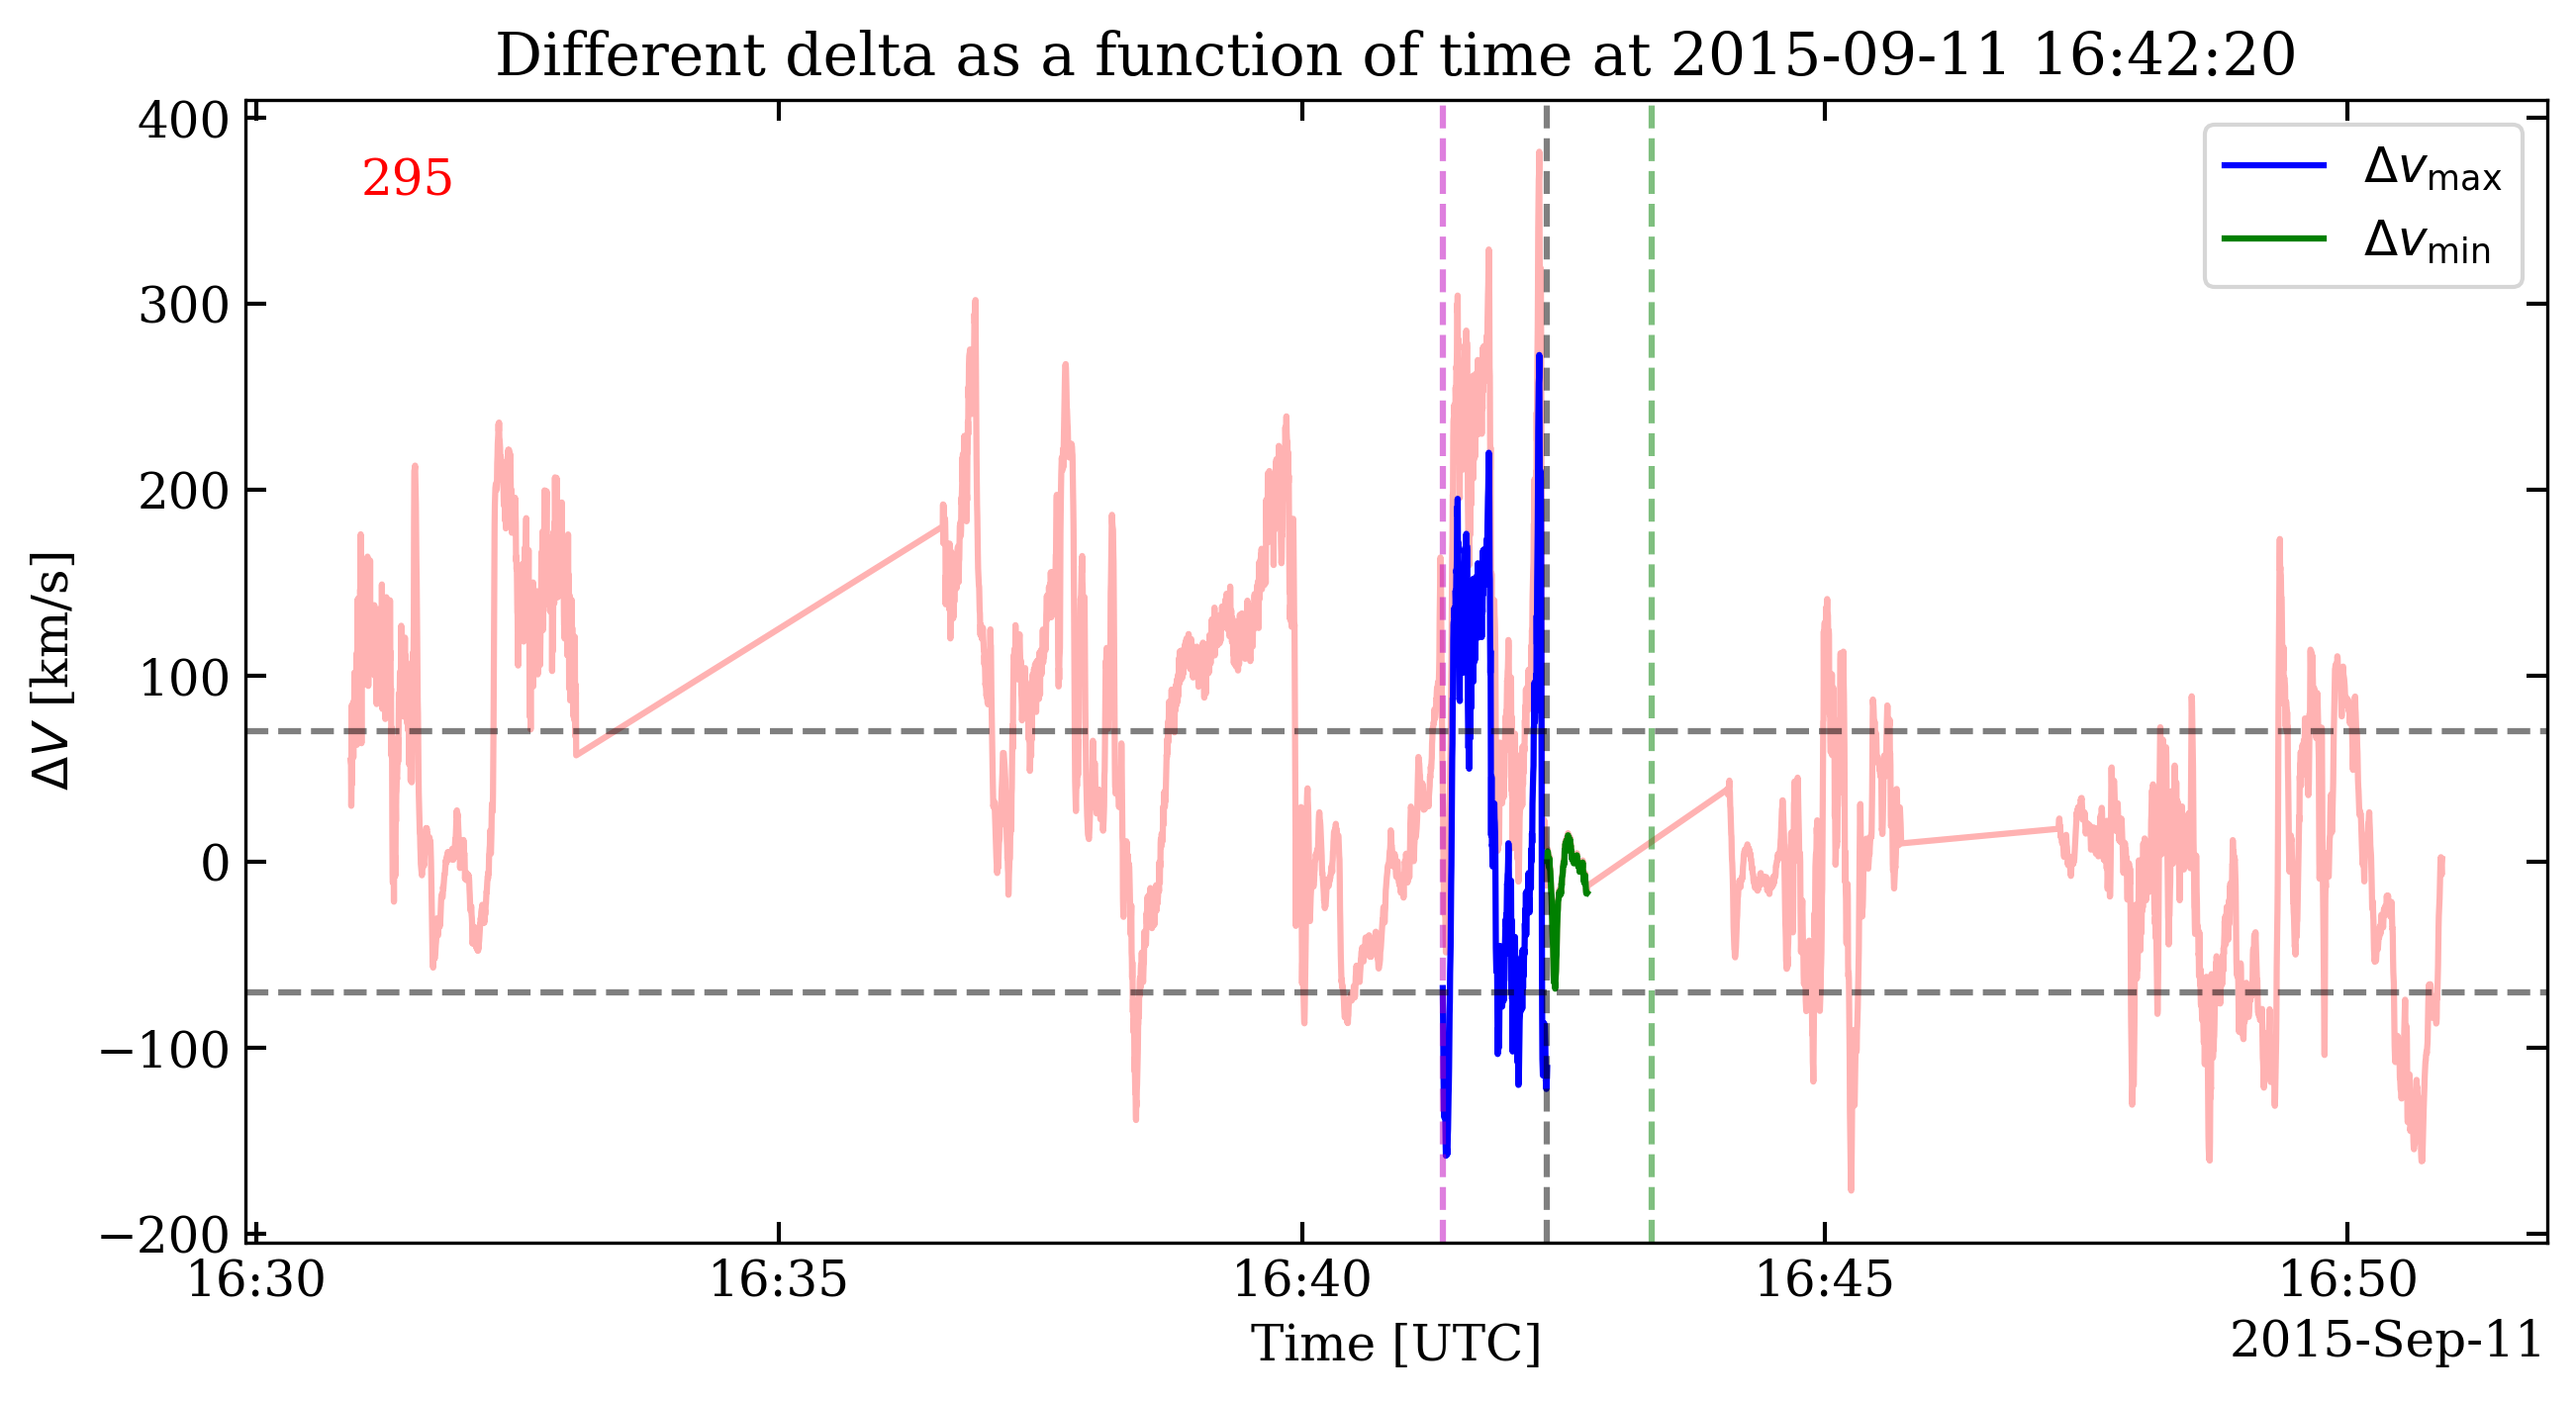 Different delta as a function of time at 2015-09-11 16:42:20
400
300
200
100
0
−100
−200
ΔV [km/s]
295
Δvmax
Δvmin
16:30 16:35 16:40 16:45 16:50
Time [UTC]
2015-Sep-11